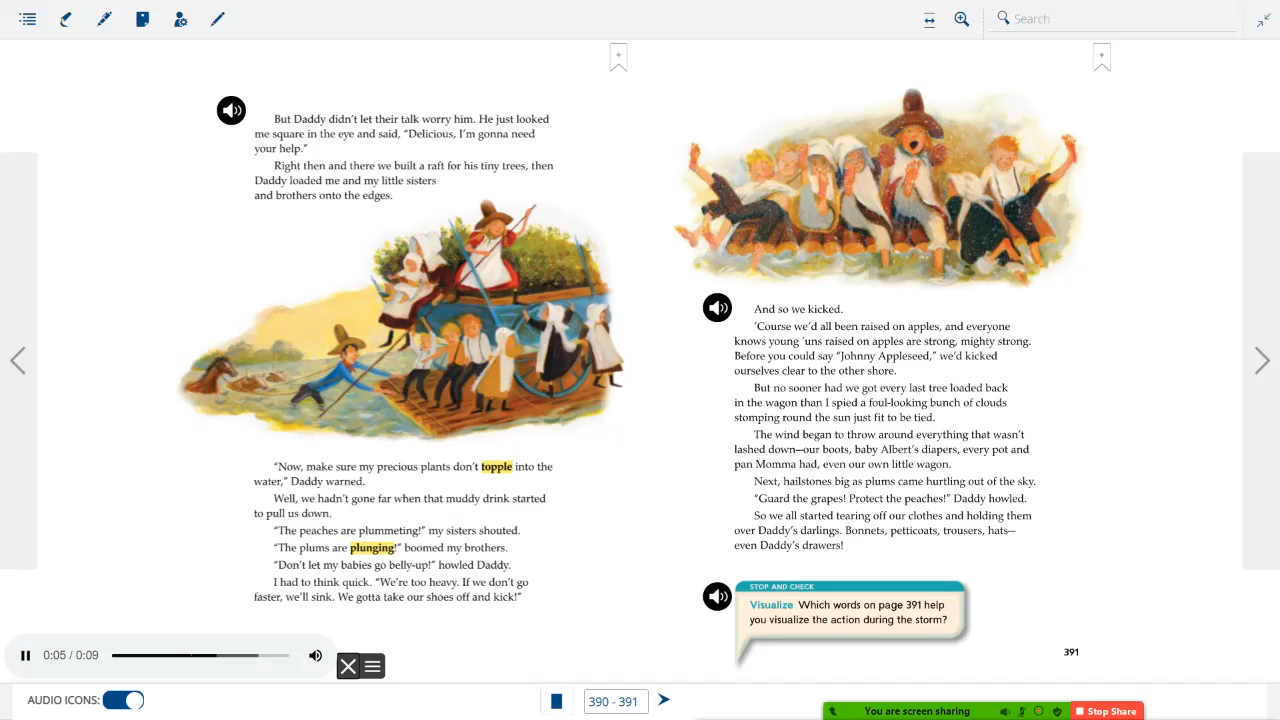 Search
But Daddy didn’t let their talk worry him. He just looked
me square in the eye and said, “Delicious, I’m gonna need
your help.”
Right then and there we built a raft for his tiny trees, then
Daddy loaded me and my little sisters
and brothers onto the edges.
“Now, make sure my precious plants don’t topple into the
water,” Daddy warned.
Well, we hadn’t gone far when that muddy drink started
to pull us down.
“The peaches are plummeting!” my sisters shouted.
“The plums are plunging!” boomed my brothers.
“Don’t let my babies go belly-up!” howled Daddy.
I had to think quick. “We’re too heavy. If we don’t go
faster, we’ll sink. We gotta take our shoes off and kick!”
And so we kicked.
’Course we’d all been raised on apples, and everyone
knows young ’uns raised on apples are strong, mighty strong.
Before you could say “Johnny Appleseed,” we’d kicked
ourselves clear to the other shore.
But no sooner had we got every last tree loaded back
in the wagon than I spied a foul-looking bunch of clouds
stomping round the sun just fit to be tied.
The wind began to throw around everything that wasn’t
lashed down—our boots, baby Albert’s diapers, every pot and
pan Momma had, even our own little wagon.
Next, hailstones big as plums came hurtling out of the sky.
“Guard the grapes! Protect the peaches!” Daddy howled.
So we all started tearing off our clothes and holding them
over Daddy’s darlings. Bonnets, petticoats, trousers, hats—
even Daddy’s drawers!
STOP AND CHECK
Visualize Which words on page 391 help
you visualize the action during the storm?
391
0:05 / 0:09
AUDIO ICONS:
390 - 391
You are screen sharing
Stop Share